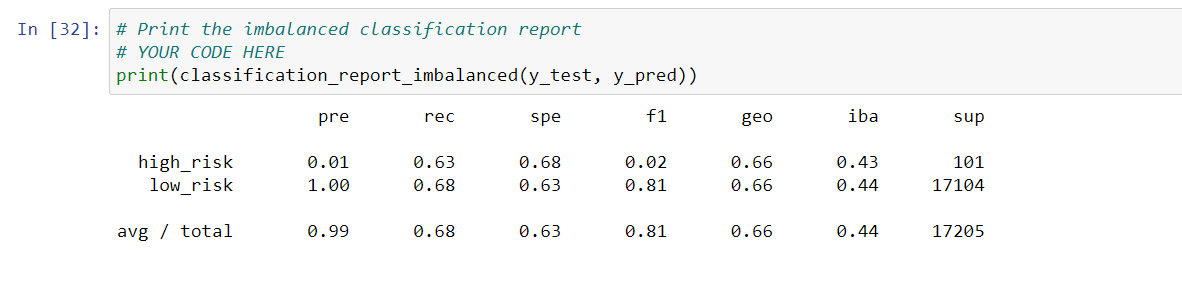 In [32]: # Print the imbalanced classification report
# YOUR CODE HERE
print(classification_report_imbalanced(y_test, y_pred))
pre rec spe f1 geo iba sup
high_risk 0.01 0.63 0.68 0.02 0.66 0.43 101
low_risk 1.00 0.68 0.63 0.81 0.66 0.44 17104
avg / total 0.99 0.68 0.63 0.81 0.66 0.44 17205